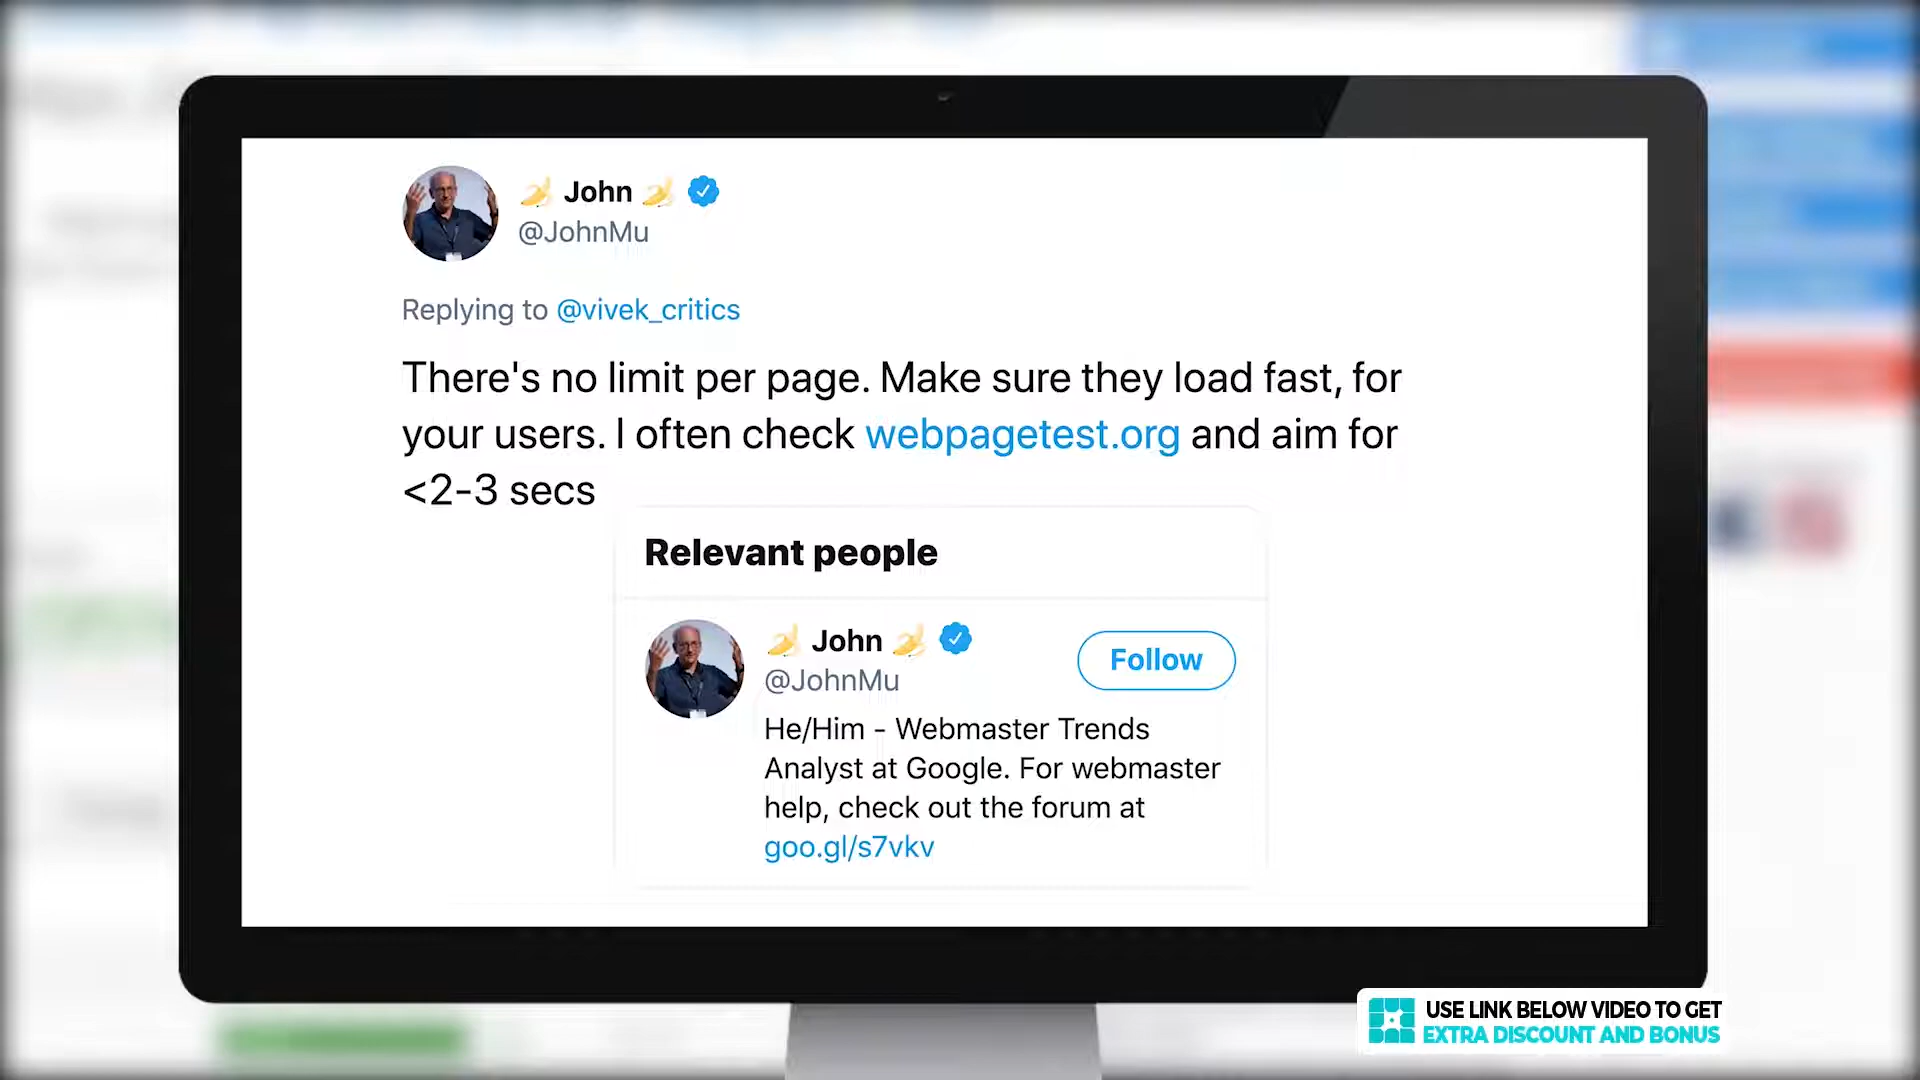 🍌 John 🍌
@JohnMu
Replying to @vivek_critics
There's no limit per page. Make sure they load fast, for
your users. I often check webpagetest.org and aim for
<2-3 secs
Relevant people
🍌 John 🍌
@JohnMu
Follow
He/Him - Webmaster Trends
Analyst at Google. For webmaster
help, check out the forum at
goo.gl/s7vkv
USE LINK BELOW VIDEO TO GET
EXTRA DISCOUNT AND BONUS